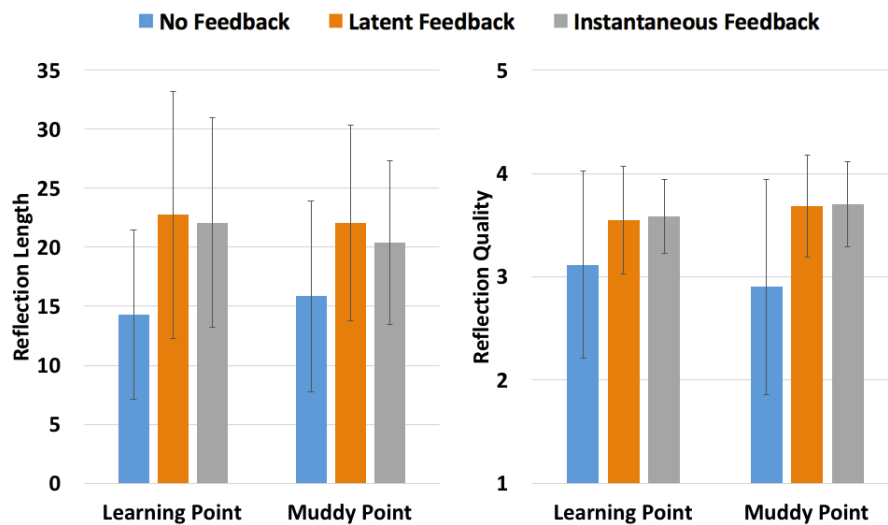 No Feedback Latent Feedback Instantaneous Feedback
Reflection Length
35
30
25
20
15
10
5
0
Learning Point Muddy Point
Reflection Quality
5
4
3
2
1
Learning Point Muddy Point